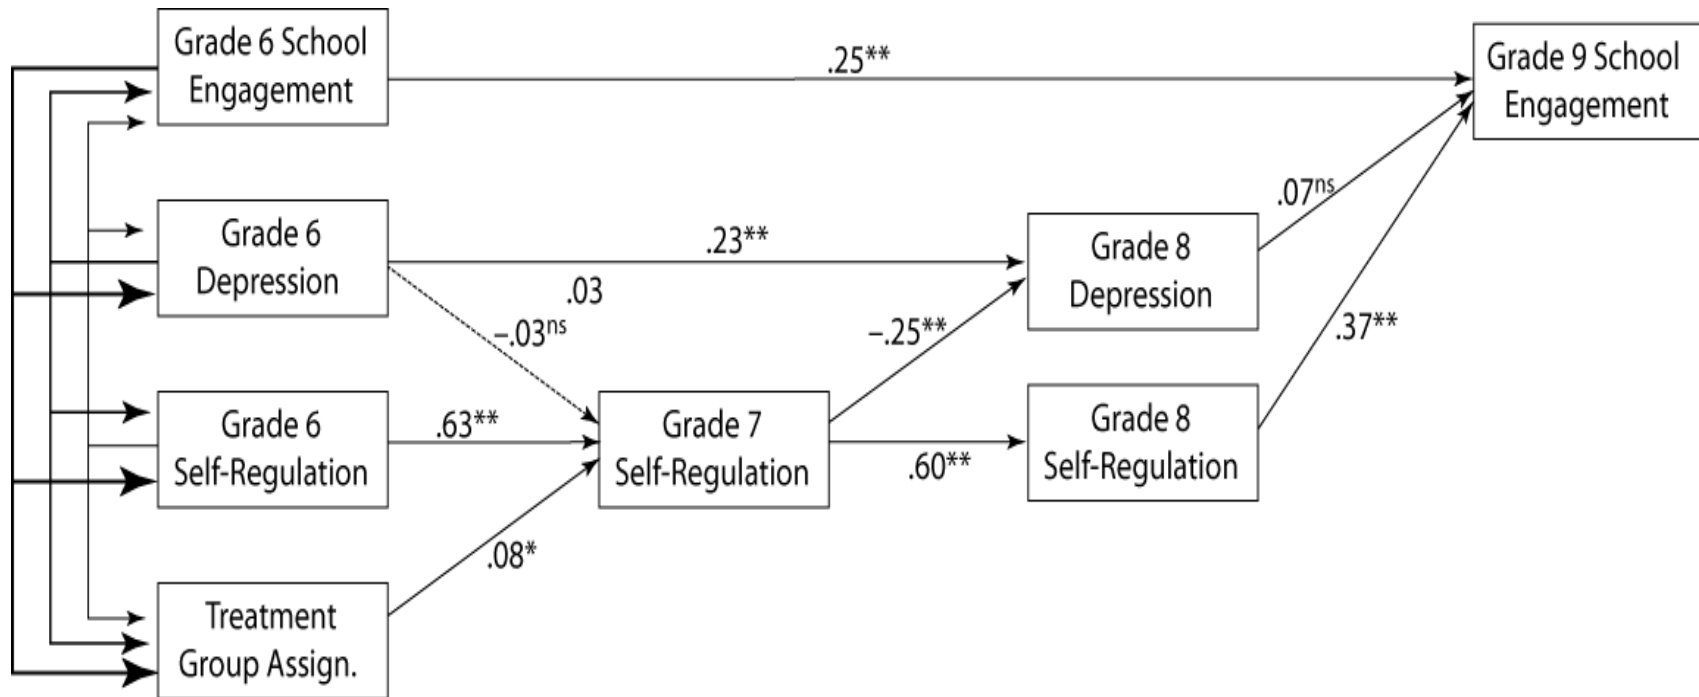 Grade 6 School
Engagement
.25**
Grade 9 School
Engagement
Grade 6
Depression
.23**
.03
–.03ns
Grade 8
Depression
.07ns
–.25**
.37**
Grade 6
Self-Regulation
.63**
Grade 7
Self-Regulation
.60**
Grade 8
Self-Regulation
.08*
Treatment
Group Assign.